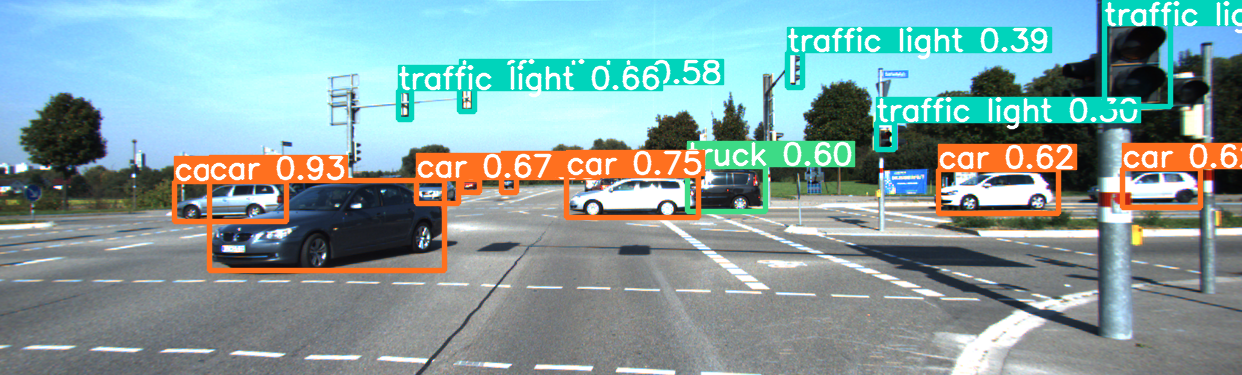 traffic lig
traffic light 0.39
traffic light 0.66
0.58
traffic light 0.30
cacar 0.93
car 0.67
car 0.75
truck 0.60
car 0.62
car 0.6